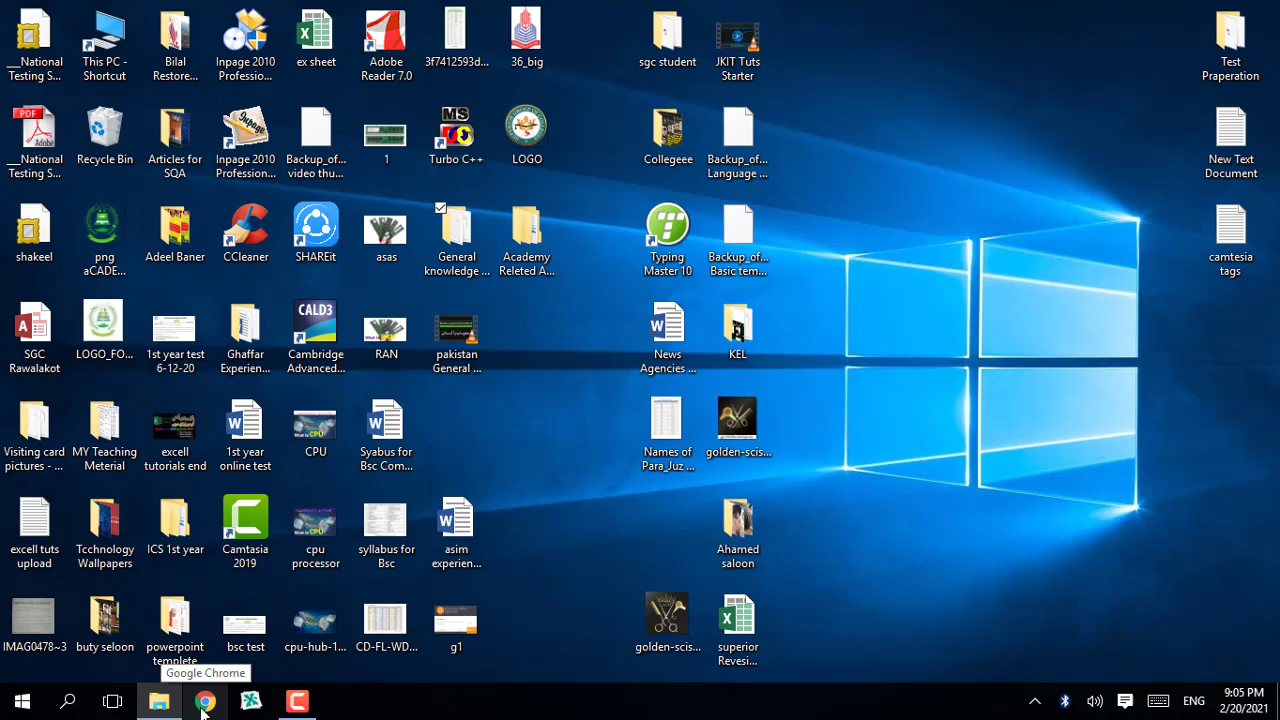 __National
Testing S...
This PC -
Shortcut
Bilal
Restore...
Inpage 2010
Professio...
ex sheet
Adobe
Reader 7.0
3f7412593d...
36_big
sgc student
JKIT Tuts
Starter
Test
Praperation
PDF
Adobe
__National
Testing S...
Recycle Bin
Articles for
SQA
Inpage
Inpage 2010
Profession...
Backup_of...
video thu...
1
MS
Turbo C++
LOGO
Collegeee
Backup_of...
Language ...
New Text
Document
shakeel
png
aCADE...
Adeel Baner
CCleaner
SHAREit
asas
General
knowledge ...
Academy
Releted A...
Typing
Master 10
Backup_of...
Basic tem...
camtesia
tags
SGC
Rawalakot
LOGO_FO...
1st year test
6-12-20
Ghaffar
Experien...
CALD3
Cambridge
Advanced...
RAN
pakistan
General ...
News
Agencies ...
KEL
Visiting card
pictures - ...
MY Teaching
Meterial
excell
tutorials end
1st year
online test
CPU
Syabus for
Bsc Com...
Names of
Para_Juz ...
golden-scis...
excell tuts
upload
Tcchnology
Wallpapers
ICS 1st year
Camtasia
2019
cpu
processor
syllabus for
Bsc
asim
experien...
Ahamed
saloon
IMAG0478~3
buty seloon
powerpoint
templete
bsc test
cpu-hub-1...
CD-FL-WD...
g1
golden-scis...
superior
Revesi...
Google Chrome
ENG
9:05 PM
2/20/2021